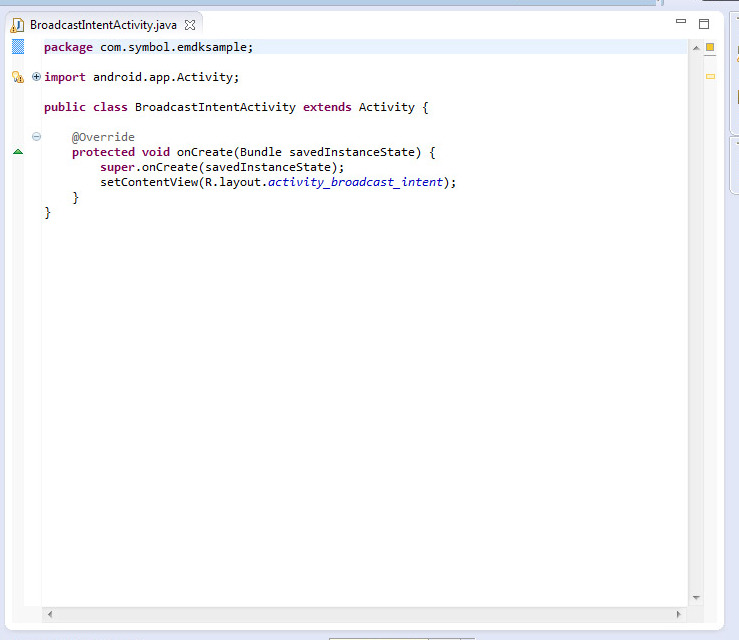 BroadcastIntentActivity.java
package com.symbol.emdksample;
import android.app.Activity;
public class BroadcastIntentActivity extends Activity {
@Override
protected void onCreate(Bundle savedInstanceState) {
super.onCreate(savedInstanceState);
setContentView(R.layout.activity_broadcast_intent);
}
}